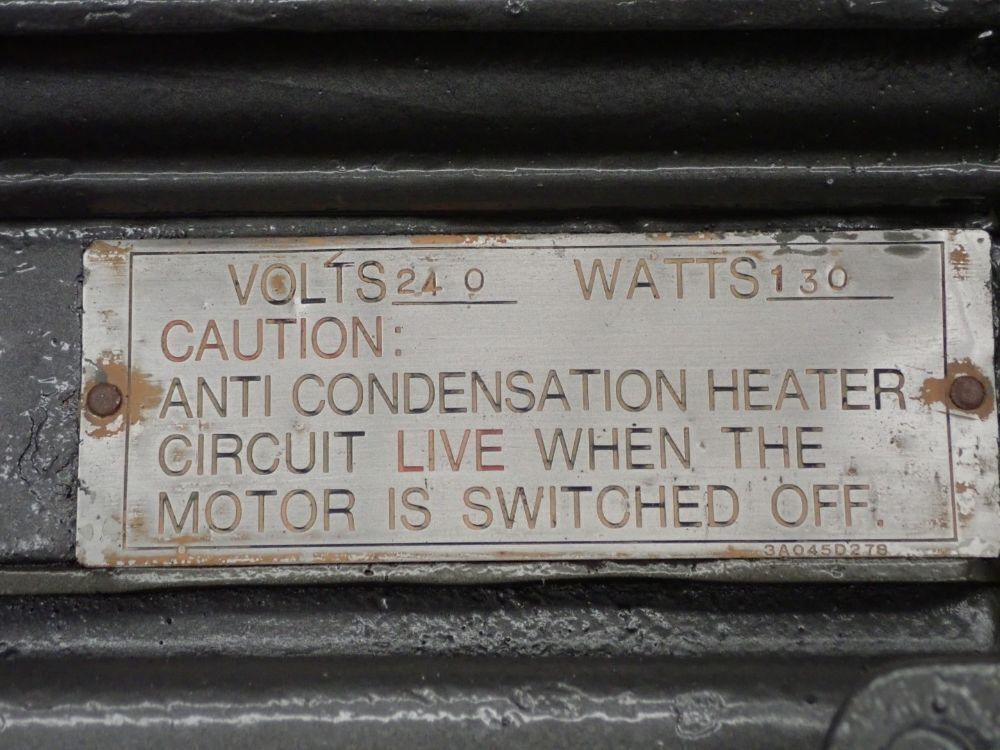 VOLTS 240 WATTS 130
CAUTION:
ANTI CONDENSATION HEATER
CIRCUIT LIVE WHEN THE
MOTOR IS SWITCHED OFF.
3A045D278